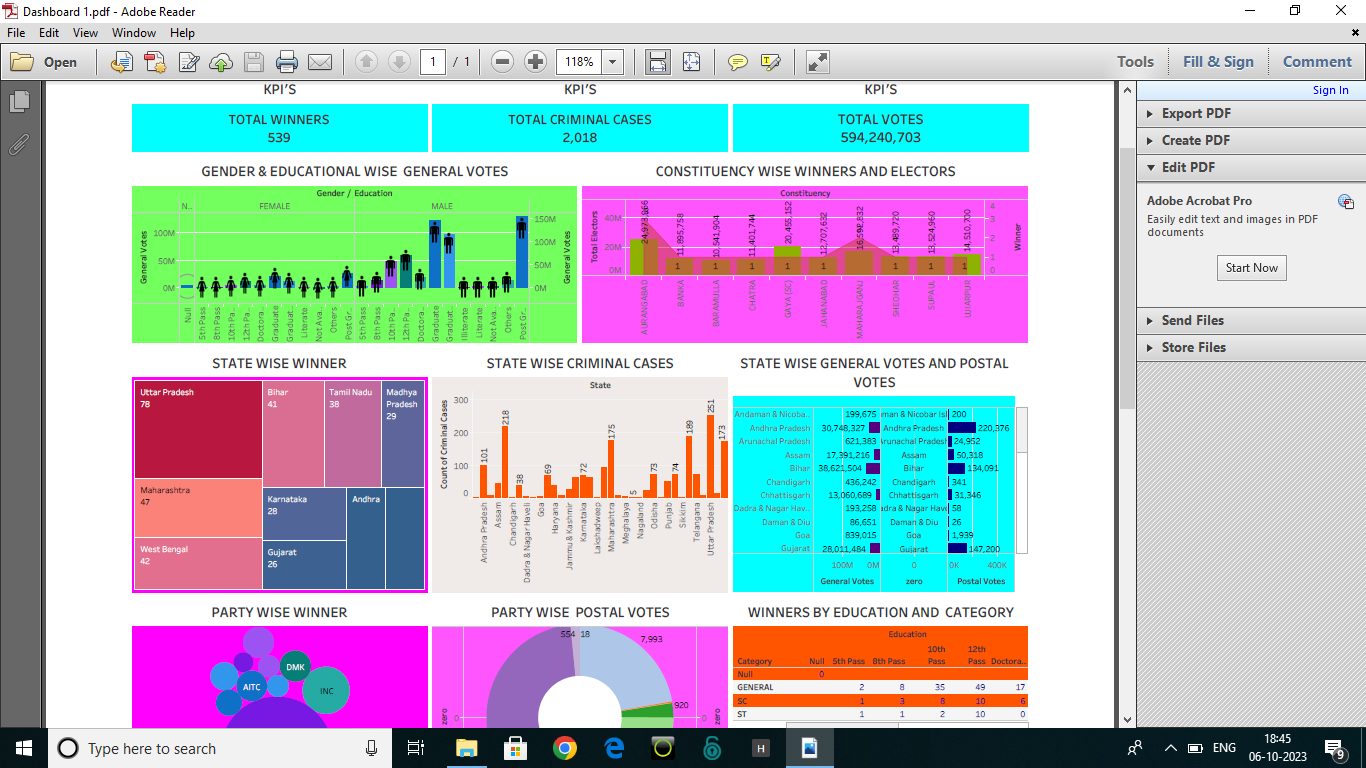 Dashboard 1.pdf - Adobe Reader
File Edit View Window Help
Open 1 / 1 118% Tools Fill & Sign Comment
Sign In
Export PDF
Create PDF
Edit PDF
Adobe Acrobat Pro
Easily edit text and images in PDF
documents
Start Now
Send Files
Store Files
KPI'S KPI'S KPI'S
TOTAL WINNERS
539
TOTAL CRIMINAL CASES
2,018
TOTAL VOTES
594,240,703
GENDER & EDUCATIONAL WISE GENERAL VOTES
Gender / Education
N.. FEMALE MALE
General Votes
100M
50M
0M
150M
100M
50M
0M
General Votes
Null
5th Pass
8th Pass
10th Pa..
12th Pa..
Doctora..
Graduate
Graduat..
Literate
Not Ava..
Others
Post Gr..
5th Pass
8th Pass
10th Pa..
12th Pa..
Doctora..
Graduate
Graduat..
Illiterate
Literate
Not Ava..
Others
Post Gr..
CONSTITUENCY WISE WINNERS AND ELECTORS
Constituency
Total Electors
40M
20M
0M
24,973,966
11,895,758
10,541,904
11,401,744
20,455,152
12,707,652
13,489,720
13,524,960
14,510,700
1 1 1 1 1 1 1 1 1
4
3
2
1
0
Winner
AURANGABAD
BANKA
BARAMULLA
CHATRA
GAYA (SC)
JAHANABAD
MAHARAJGANJ
SHEOHAR
SUPAUL
UJIARPUR
STATE WISE WINNER
Uttar Pradesh
78
Bihar
41
Tamil Nadu
38
Madhya
Pradesh
29
Maharashtra
47
Karnataka
28
Andhra
West Bengal
42
Gujarat
26
STATE WISE CRIMINAL CASES
State
Count of Criminal Cases
300
200
100
0
101
218
38
69
72
175
5
73
74
189
251
173
Andhra Pradesh
Assam
Chandigarh
Dadra & Nagar Haveli
Goa
Haryana
Jammu & Kashmir
Karnataka
Lakshadweep
Maharashtra
Meghalaya
Nagaland
Odisha
Punjab
Sikkim
Telangana
Uttar Pradesh
STATE WISE GENERAL VOTES AND POSTAL
VOTES
Andaman & Nicoba.. 199,675 man & Nicobar Isl 200
Andhra Pradesh 30,748,327 Andhra Pradesh 220,376
Arunachal Pradesh 621,383 Arunachal Pradesh 24,952
Assam 17,391,216 Assam 50,318
Bihar 38,621,504 Bihar 134,091
Chandigarh 436,242 Chandigarh 341
Chhattisgarh 13,060,689 Chhattisgarh 31,346
Dadra & Nagar Hav.. 193,258 adra & Nagar Have 58
Daman & Diu 86,651 Daman & Diu 26
Goa 839,015 Goa 1,939
Gujarat 28,011,484 Gujarat 147,200
100M 0M 0 0K 400K
General Votes zero Postal Votes
PARTY WISE WINNER
DMK
AITC
INC
PARTY WISE POSTAL VOTES
554 18
7,993
920
zero 0 0 zero
WINNERS BY EDUCATION AND CATEGORY
Education
Category Null 5th Pass 8th Pass 10th Pass 12th Pass Doctora..
Null 0
GENERAL 2 8 35 49 17
SC 1 3 8 10 6
ST 1 1 2 10 0
Type here to search
H
ENG
18:45
06-10-2023
9